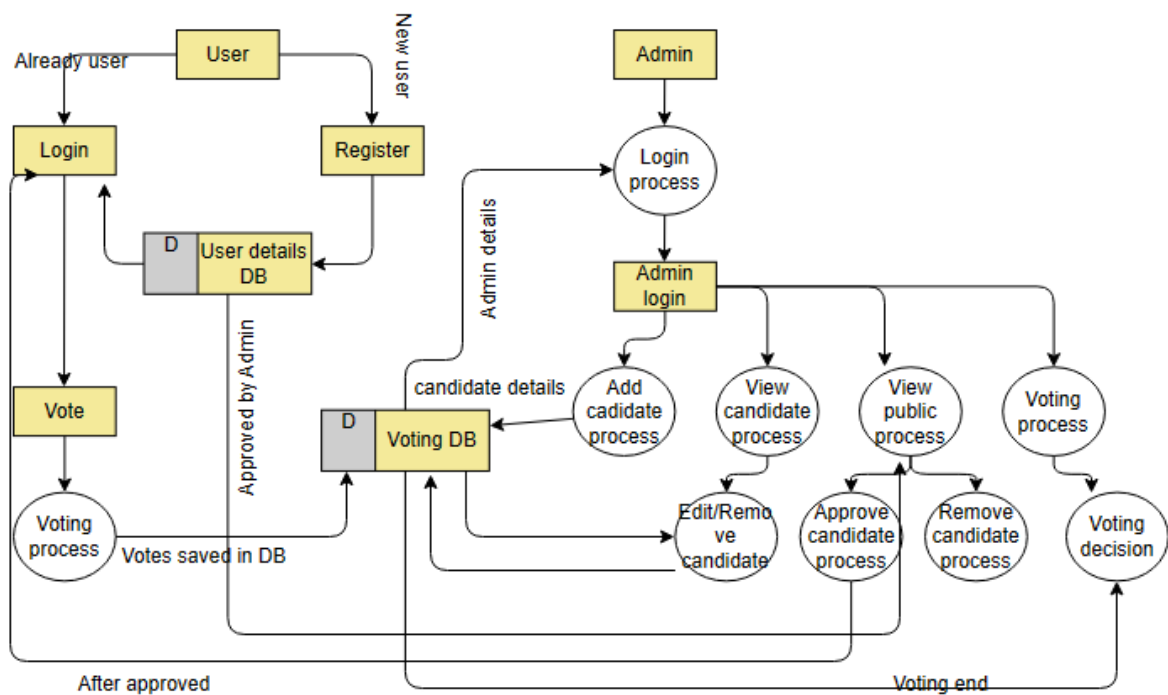 User
Already user
New user
Admin
Login
Register
Login
process
D
User details
DB
Admin details
Admin
login
Approved by Admin
candidate details
Vote
D
Voting DB
Add
cadidate
process
View
candidate
process
View
public
process
Voting
process
Voting
process
Votes saved in DB
Edit/Remo
ve
candidate
Approve
candidate
process
Remove
candidate
process
Voting
decision
After approved
Voting end